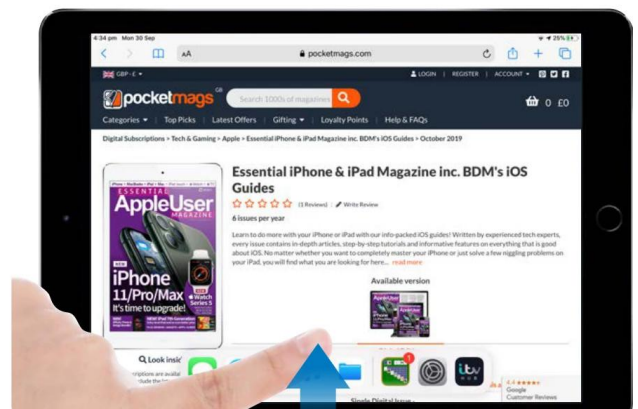 4:34 pm Mon 30 Sep
25%
AA
pocketmags.com
GBP - £
LOGIN | REGISTER | ACCOUNT
pocketmags GB
Search 1000s of magazines
0 £0
Categories Top Picks Latest Offers Gifting Loyalty Points Help & FAQs
Digital Subscriptions > Tech & Gaming > Apple > Essential iPhone & iPad Magazine inc. BDM's iOS Guides > October 2019
Essential iPhone & iPad Magazine inc. BDM's iOS
Guides
(1 Reviews) Write Review
6 issues per year
Learn to do more with your iPhone or iPad with our info-packed iOS guides! Written by experienced tech experts,
every issue contains in-depth articles, step-by-step tutorials and informative features on everything that is good
about iOS. No matter whether you want to completely master your iPhone or just solve a few niggling problems on
your iPad, you will find what you are looking for here... read more
Available version
ESSENTIAL
AppleUser
MAGAZINE
NEW
iPhone
11/Pro/Max
It's time to upgrade!
Watch
Series 5
Look insid
1
itv
hub
Single Digital Issue
4.4
Google
Customer Reviews